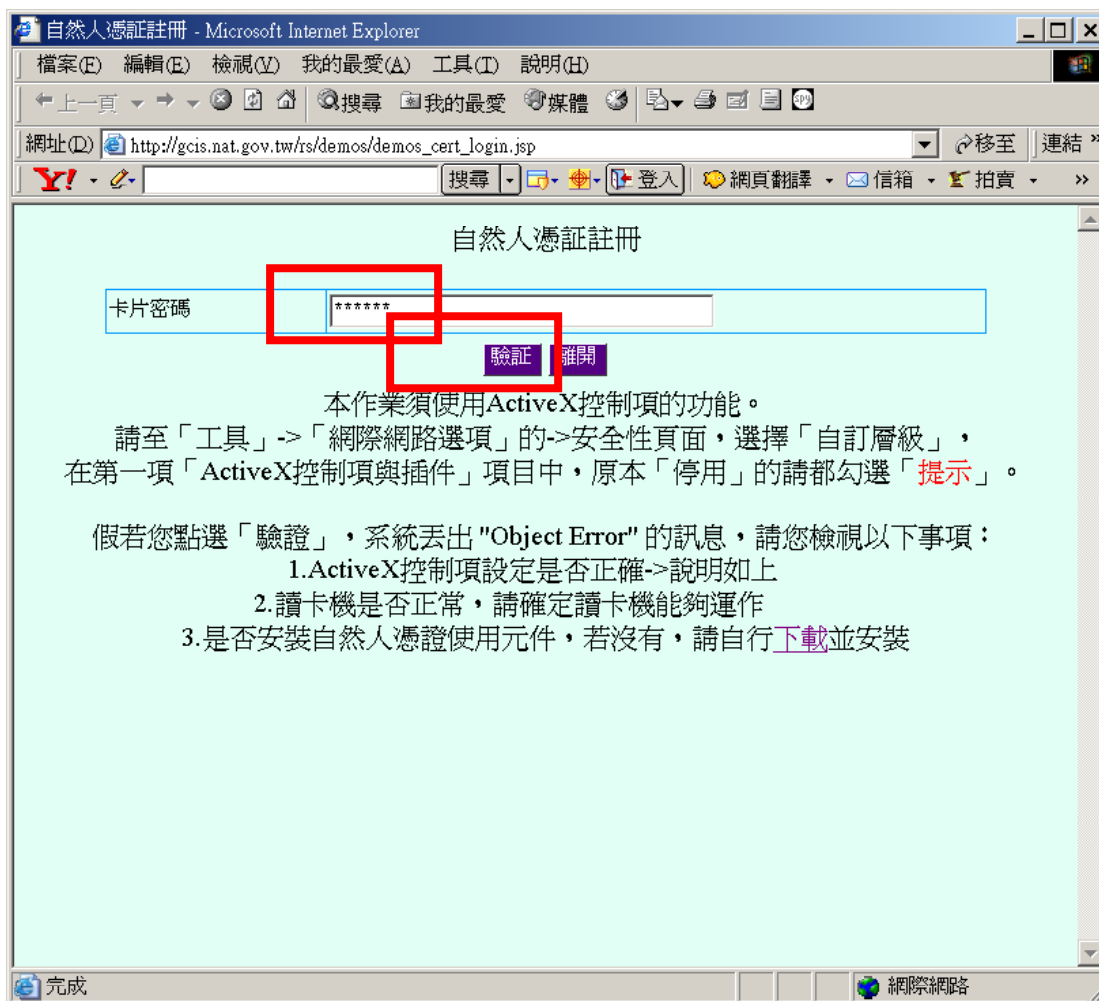 自然人憑証註冊 - Microsoft Internet Explorer
檔案(F) 編輯(E) 檢視(V) 我的最愛(A) 工具(T) 說明(H)
上一頁 搜尋 我的最愛 媒體
網址(D) http://gcis.nat.gov.tw/rs/demos/demos_cert_login.jsp 移至 連結 »
Y! 搜尋 登入 網頁翻譯 信箱 拍賣 »
自然人憑証註冊
卡片密碼 ******
驗証 離開
本作業須使用ActiveX控制項的功能。
請至「工具」->「網際網路選項」的->安全性頁面，選擇「自訂層級」，
在第一項「ActiveX控制項與插件」項目中，原本「停用」的請都勾選「提示」。
假若您點選「驗證」，系統丟出 "Object Error" 的訊息，請您檢視以下事項：
1.ActiveX控制項設定是否正確->說明如上
2.讀卡機是否正常，請確定讀卡機能夠運作
3.是否安裝自然人憑證使用元件，若沒有，請自行下載並安裝
完成 網際網路